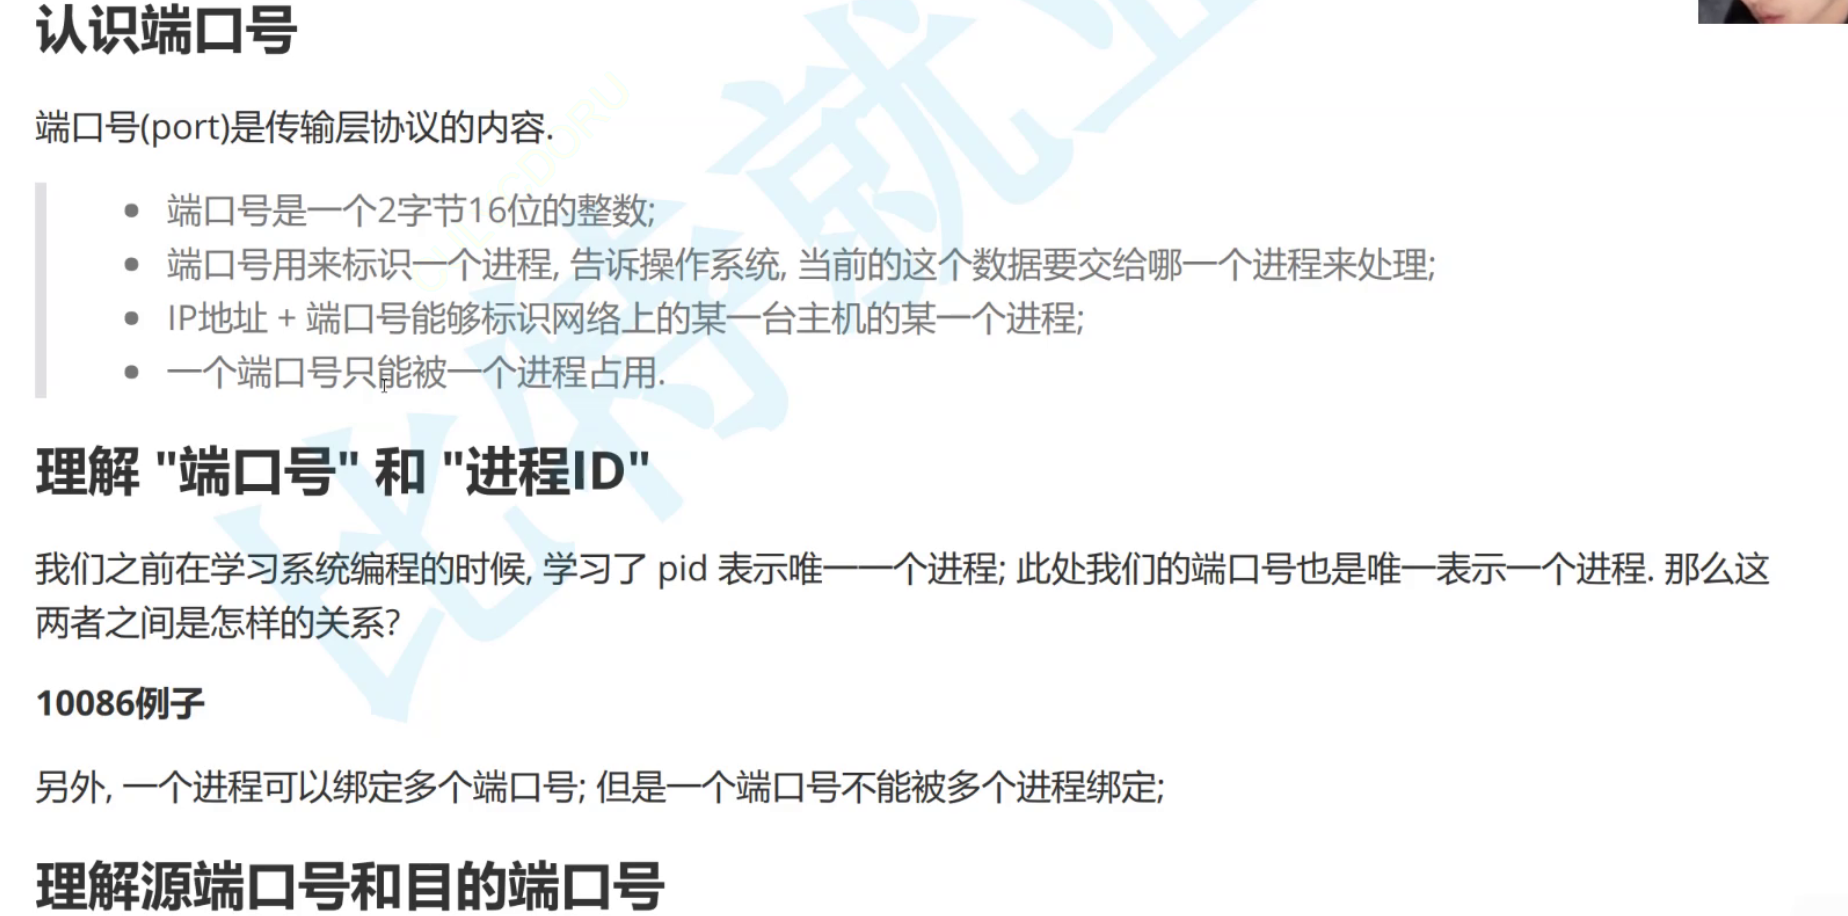 认识端口号
端口号(port)是传输层协议的内容.
端口号是一个2字节16位的整数;
端口号用来标识一个进程, 告诉操作系统, 当前的这个数据要交给哪一个进程来处理;
IP地址 + 端口号能够标识网络上的某一台主机的某一个进程;
一个端口号只能被一个进程占用.
理解 "端口号" 和 "进程ID"
我们之前在学习系统编程的时候, 学习了 pid 表示唯一一个进程; 此处我们的端口号也是唯一表示一个进程. 那么这
两者之间是怎样的关系?
10086例子
另外, 一个进程可以绑定多个端口号; 但是一个端口号不能被多个进程绑定;
理解源端口号和目的端口号
比特就业